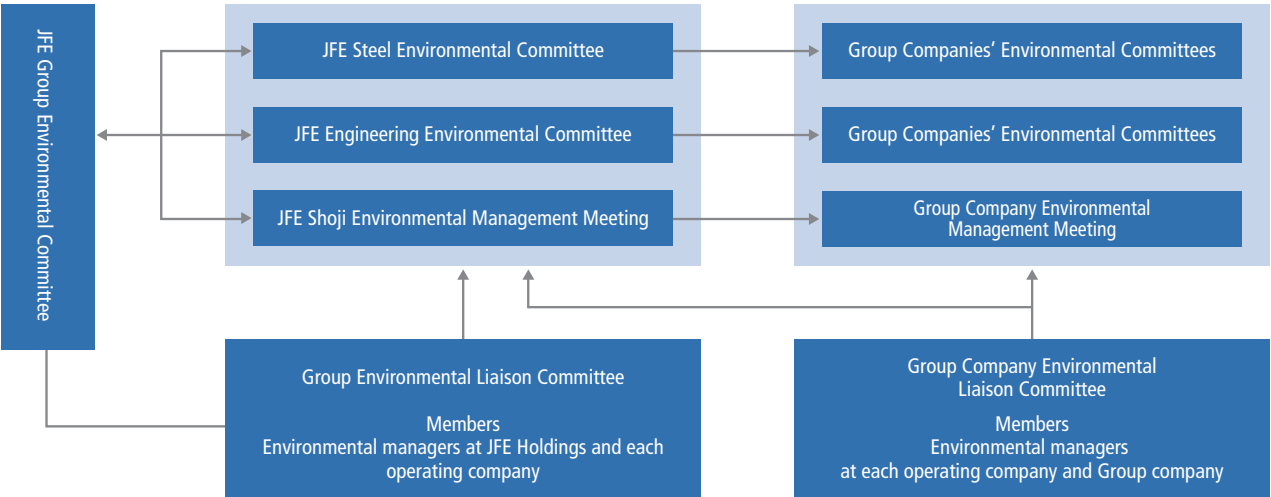 JFE Group Environmental Committee
JFE Steel Environmental Committee
Group Companies’ Environmental Committees
JFE Engineering Environmental Committee
Group Companies’ Environmental Committees
JFE Shoji Environmental Management Meeting
Group Company Environmental
Management Meeting
Group Environmental Liaison Committee
Members
Environmental managers at JFE Holdings and each
operating company
Group Company Environmental
Liaison Committee
Members
Environmental managers
at each operating company and Group company